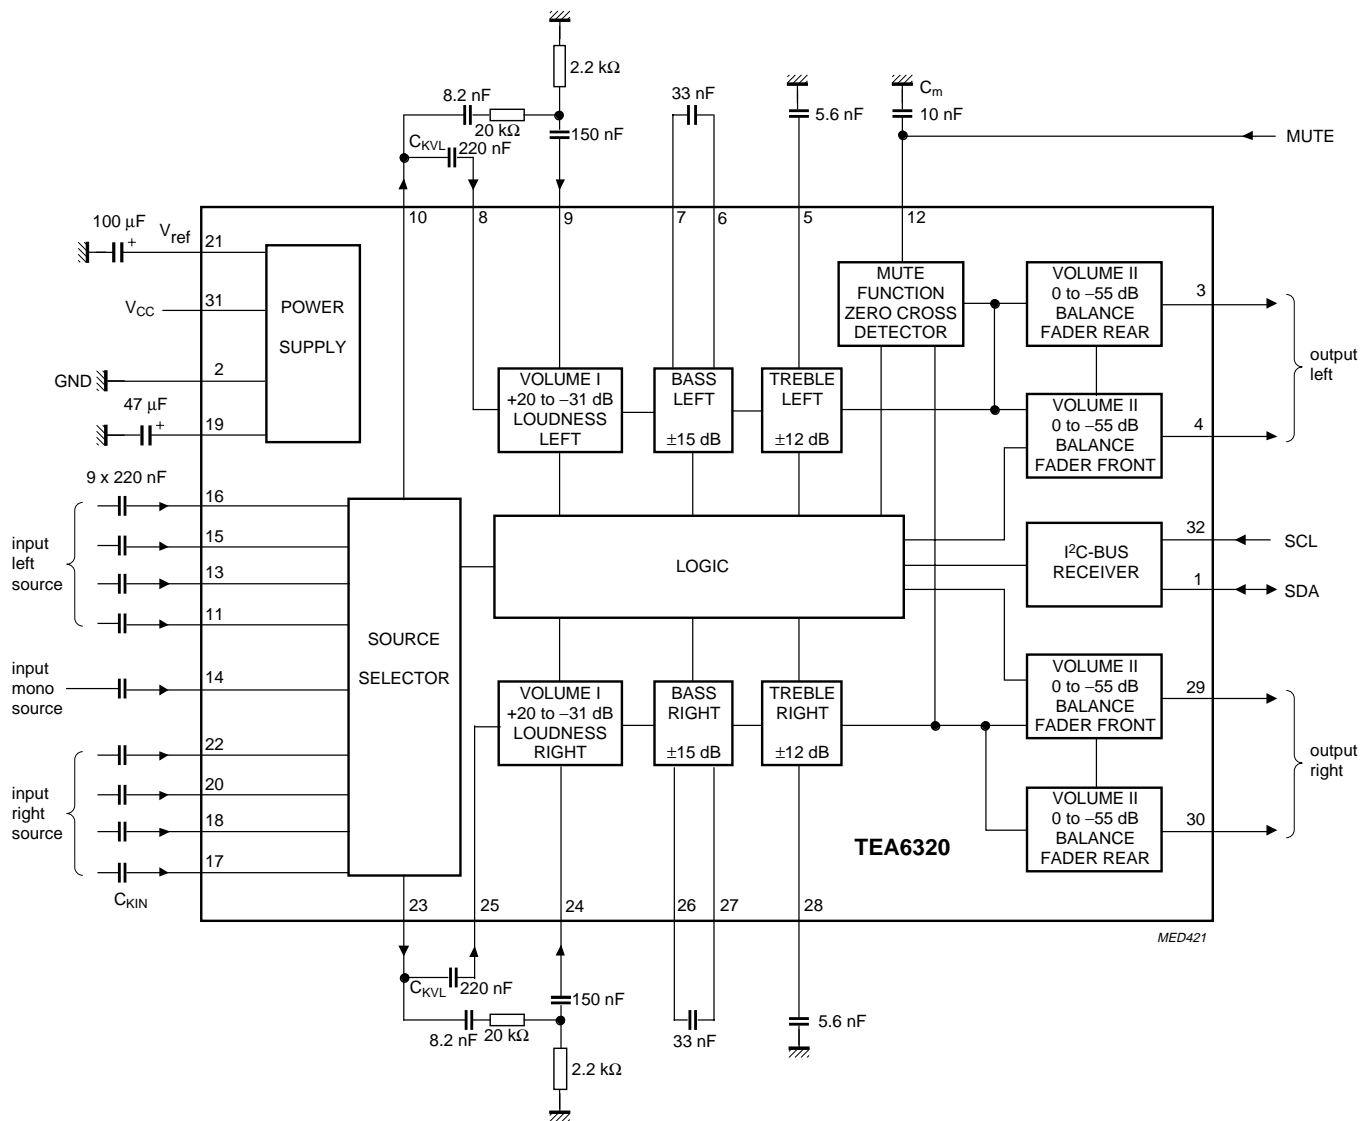 2.2 kΩ
8.2 nF
20 kΩ
150 nF
C_KVL
220 nF
33 nF
5.6 nF
C_m
10 nF
MUTE
10
8
9
7
6
5
12
100 μF
+
V_ref
21
V_CC
31
GND
2
47 μF
+
19
POWER
SUPPLY
MUTE
FUNCTION
ZERO CROSS
DETECTOR
VOLUME II
0 to −55 dB
BALANCE
FADER REAR
3
VOLUME I
+20 to −31 dB
LOUDNESS
LEFT
BASS
LEFT
±15 dB
TREBLE
LEFT
±12 dB
VOLUME II
0 to −55 dB
BALANCE
FADER FRONT
4
output
left
9 x 220 nF
16
15
13
11
input
left
source
input
mono
source
14
22
20
18
17
input
right
source
C_KIN
SOURCE
SELECTOR
LOGIC
I²C-BUS
RECEIVER
32
SCL
1
SDA
VOLUME I
+20 to −31 dB
LOUDNESS
RIGHT
BASS
RIGHT
±15 dB
TREBLE
RIGHT
±12 dB
VOLUME II
0 to −55 dB
BALANCE
FADER FRONT
29
VOLUME II
0 to −55 dB
BALANCE
FADER REAR
30
output
right
TEA6320
23
25
24
26
27
28
MED421
C_KVL
220 nF
150 nF
8.2 nF
20 kΩ
33 nF
5.6 nF
2.2 kΩ